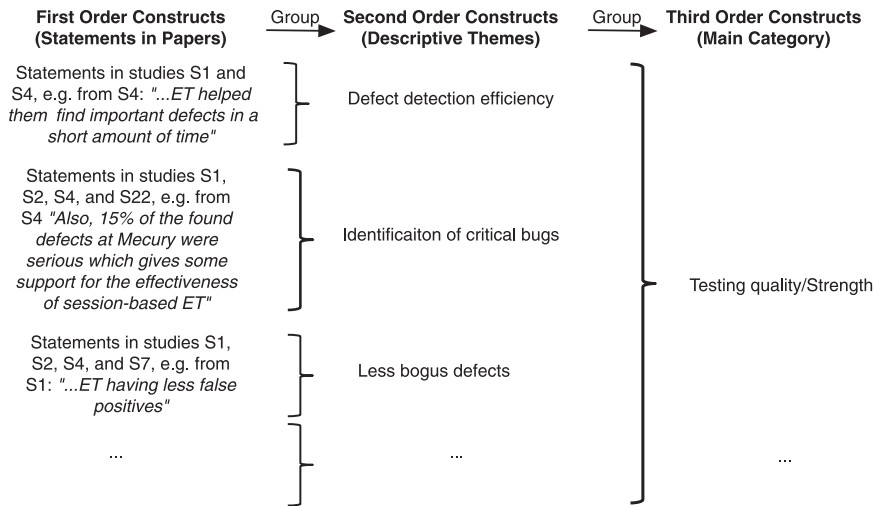 First Order Constructs
(Statements in Papers)
Group
Second Order Constructs
(Descriptive Themes)
Group
Third Order Constructs
(Main Category)
Statements in studies S1 and
S4, e.g. from S4: "...ET helped
them find important defects in a
short amount of time"
Defect detection efficiency
Statements in studies S1,
S2, S4, and S22, e.g. from
S4 "Also, 15% of the found
defects at Mecury were
serious which gives some
support for the effectiveness
of session-based ET"
Identificaiton of critical bugs
Testing quality/Strength
Statements in studies S1,
S2, S4, and S7, e.g. from
S1: "...ET having less false
positives"
Less bogus defects
...
...
...